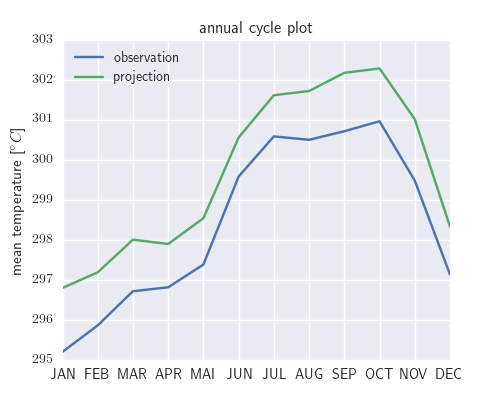 annual cycle plot
observation
projection
mean temperature [°C]
303
302
301
300
299
298
297
296
295
JAN FEB MAR APR MAI JUN JUL AUG SEP OCT NOV DEC